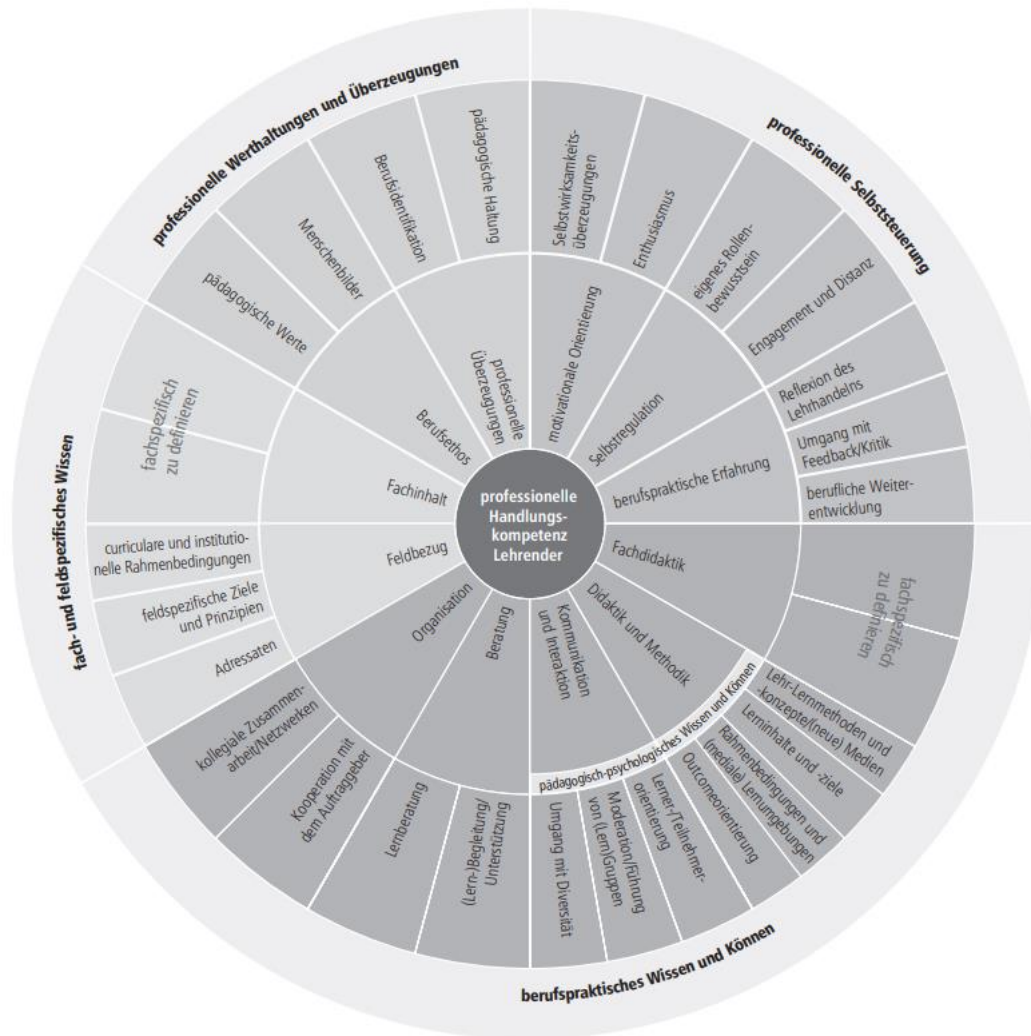 professionelle Werthaltungen und Überzeugungen
professionelle Selbststeuerung
fach- und feldspezifisches Wissen
berufspraktisches Wissen und Können
professionelle
Handlungs-
kompetenz
Lehrender
Berufsethos
pädagogische Werte
Menschenbilder
professionelle
Überzeugungen
Berufsidentifikation
pädagogische Haltung
motivationale Orientierung
Selbstwirksamkeits-
überzeugungen
Enthusiasmus
Selbstregulation
eigenes Rollen-
bewusstsein
Engagement und Distanz
berufspraktische Erfahrung
Reflexion des
Lehrhandelns
Umgang mit
Feedback/Kritik
berufliche Weiter-
entwicklung
Fachdidaktik
fachspezifisch
zu definieren
Didaktik und Methodik
Lehr-Lernmethoden und
-konzepte/(neue) Medien
Lerninhalte und -ziele
Rahmenbedingungen und
(mediale) Lernumgebungen
Outcomeorientierung
pädagogisch-psychologisches Wissen und Können
Kommunikation
und Interaktion
Lerner-/Teilnehmer-
orientierung
Moderation/Führung
von (Lern)Gruppen
Umgang mit Diversität
Beratung
(Lern-)Begleitung/
Unterstützung
Lernberatung
Organisation
Kooperation mit
dem Auftraggeber
kollegiale Zusammen-
arbeit/Netzwerken
Feldbezug
Adressaten
feldspezifische Ziele
und Prinzipien
curriculare und institutio-
nelle Rahmenbedingungen
Fachinhalt
fachspezifisch
zu definieren